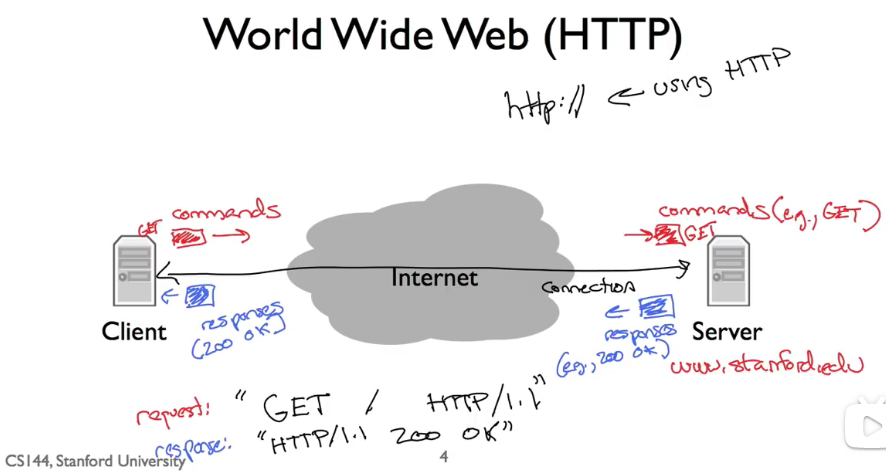 World Wide Web (HTTP)
http:// ← using HTTP
commands
GET
commands (e.g., GET)
GET
Internet
connection
Client
responses
(200 OK)
Server
responses
(e.g., 200 OK)
www.stanford.edu
request: "GET / HTTP/1.1"
response: "HTTP/1.1 200 OK"
CS144, Stanford University
4